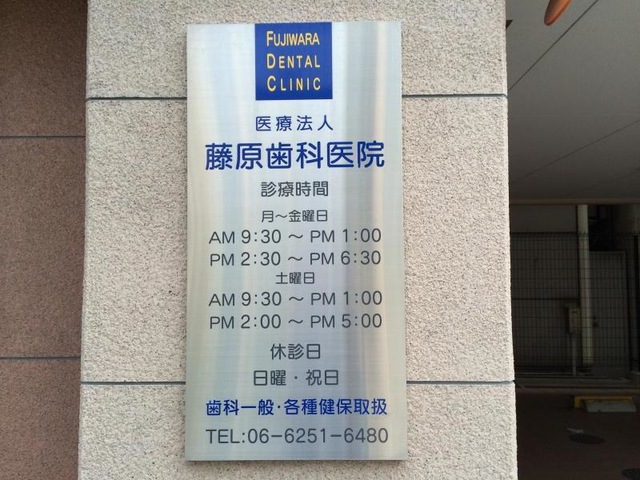 FUJIWARA
DENTAL
CLINIC
医療法人
藤原歯科医院
診療時間
月～金曜日
AM 9:30 ～ PM 1:00
PM 2:30 ～ PM 6:30
土曜日
AM 9:30 ～ PM 1:00
PM 2:00 ～ PM 5:00
休診日
日曜・祝日
歯科一般・各種健保取扱
TEL:06-6251-6480